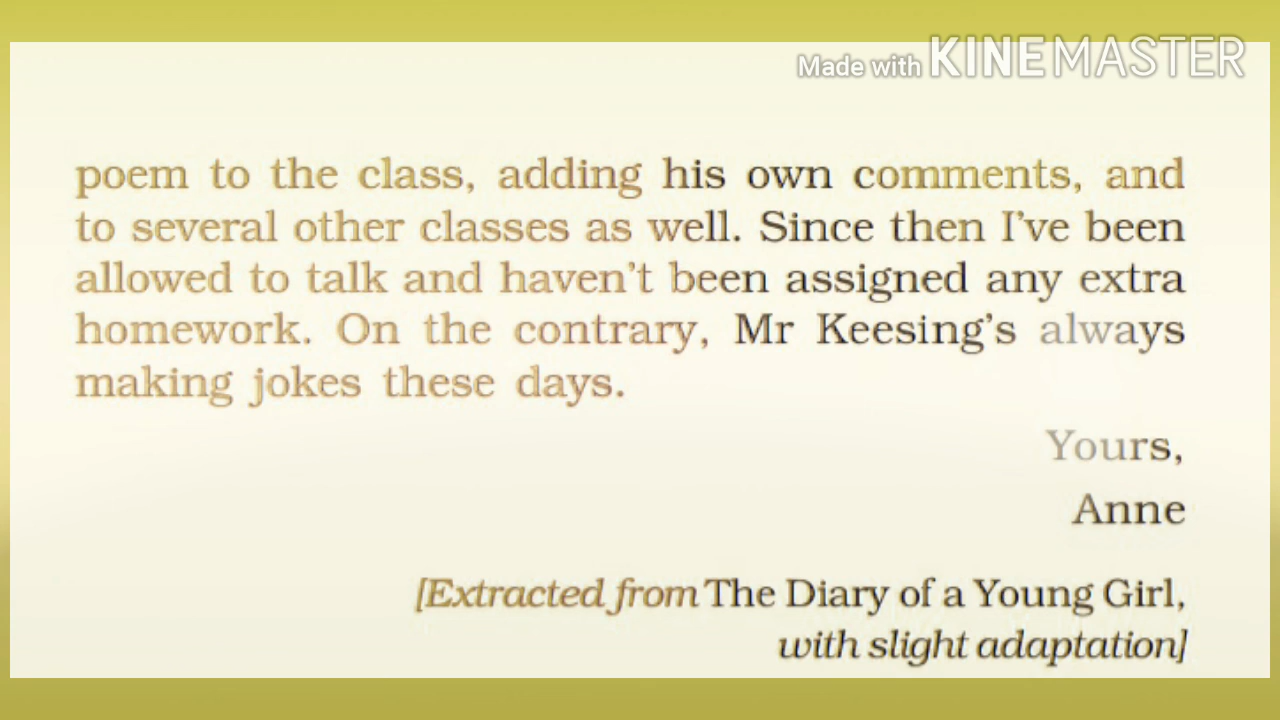 Made with KINEMASTER
poem to the class, adding his own comments, and
to several other classes as well. Since then I've been
allowed to talk and haven't been assigned any extra
homework. On the contrary, Mr Keesing's always
making jokes these days.
Yours,
Anne
[Extracted from The Diary of a Young Girl,
with slight adaptation]